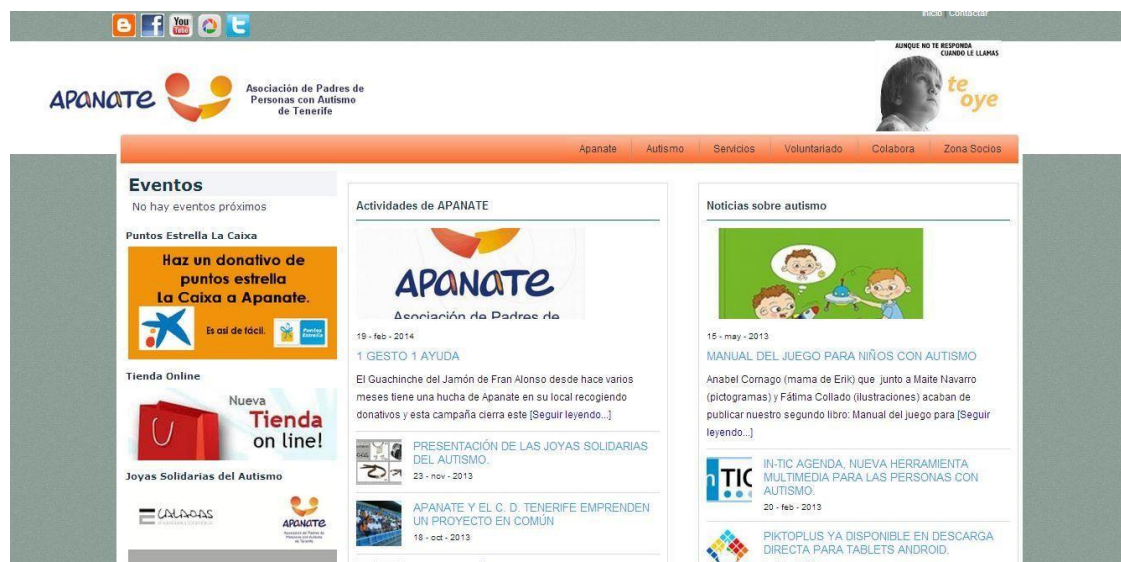 You
Tube
Inicio Contactar
APANATE
Asociación de Padres de
Personas con Autismo
de Tenerife
AUNQUE NO TE RESPONDA
CUANDO LE LLAMAS
te
oye
Apanate
Autismo
Servicios
Voluntariado
Colabora
Zona Socios
Eventos
No hay eventos próximos
Puntos Estrella La Caixa
Haz un donativo de
puntos estrella
La Caixa a Apanate.
Es así de fácil.
Puntos
Estrella
Tienda Online
Nueva
Tienda
on line!
Joyas Solidarias del Autismo
APANATE
Actividades de APANATE
APANATE
Asociación de Padres de
19 - feb - 2014
1 GESTO 1 AYUDA
El Guachinche del Jamón de Fran Alonso desde hace varios
meses tiene una hucha de Apanate en su local recogiendo
donativos y esta campaña cierra este [Seguir leyendo...]
PRESENTACIÓN DE LAS JOYAS SOLIDARIAS
DEL AUTISMO.
23 - nov - 2013
APANATE Y EL C. D. TENERIFE EMPRENDEN
UN PROYECTO EN COMÚN
18 - oct - 2013
Noticias sobre autismo
15 - may - 2013
MANUAL DEL JUEGO PARA NIÑOS CON AUTISMO
Anabel Cornago (mama de Erik) que junto a Maite Navarro
(pictogramas) y Fátima Collado (ilustraciones) acaban de
publicar nuestro segundo libro: Manual del juego para [Seguir
leyendo...]
n TIC
IN-TIC AGENDA, NUEVA HERRAMIENTA
MULTIMEDIA PARA LAS PERSONAS CON
AUTISMO.
20 - feb - 2013
PIKTOPLUS YA DISPONIBLE EN DESCARGA
DIRECTA PARA TABLETS ANDROID.